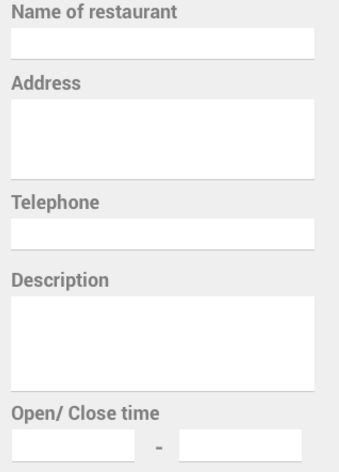 Name of restaurant
Address
Telephone
Description
Open/ Close time
-